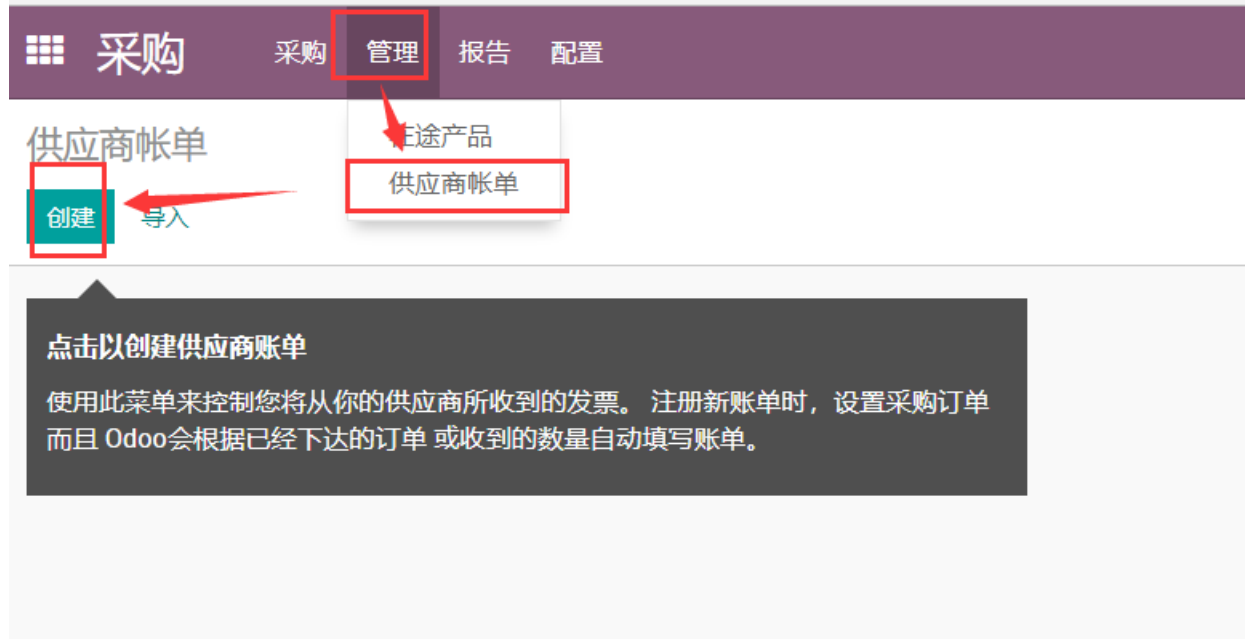 采购 采购 管理 报告 配置
供应商帐单
途产品
供应商帐单
创建 导入
点击以创建供应商账单
使用此菜单来控制您将从你的供应商所收到的发票。 注册新账单时，设置采购订单
而且 Odoo会根据已经下达的订单 或收到的数量自动填写账单。